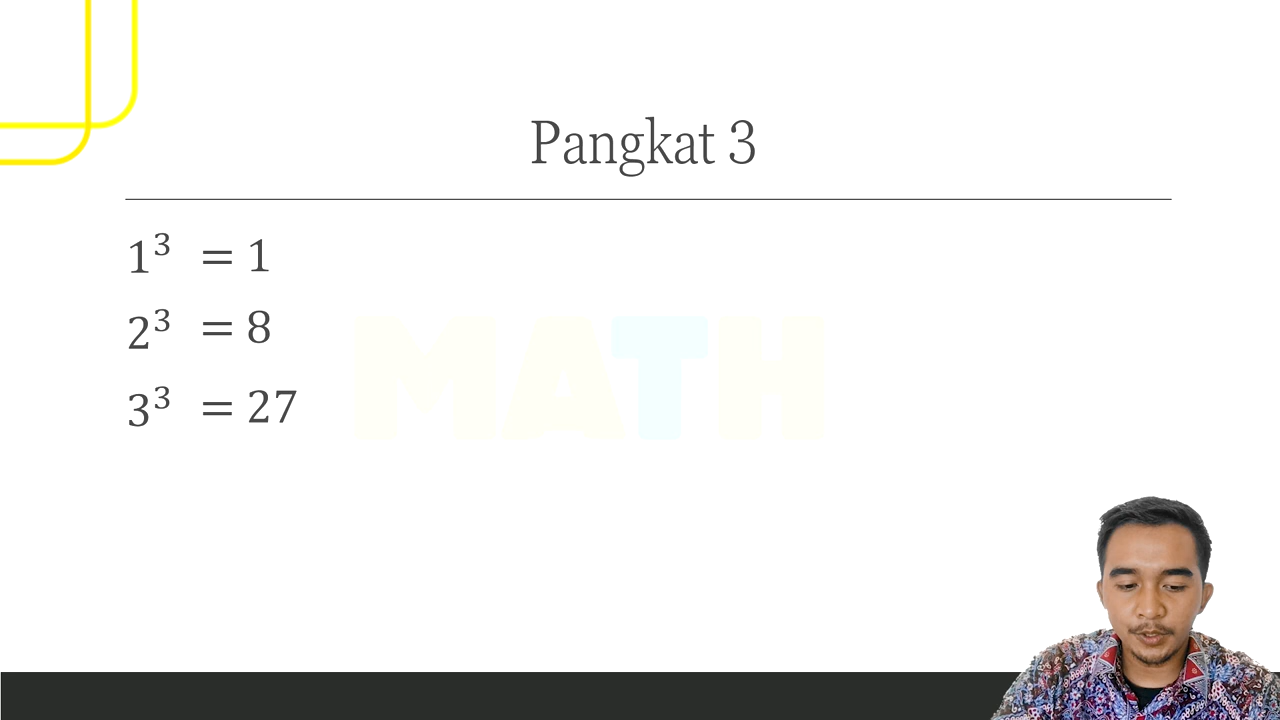 Pangkat 3
1³ = 1
2³ = 8
3³ = 27
MATH